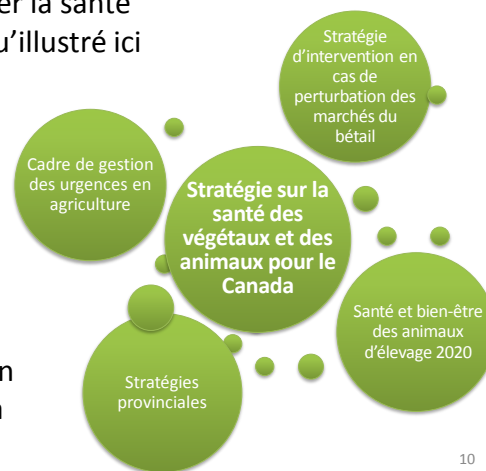 er la santé
u'illustré ici
Stratégie
d'intervention en
cas de
perturbation des
marchés du
bétail
Cadre de gestion
des urgences en
agriculture
Stratégie sur la
santé des
végétaux et des
animaux pour le
Canada
Santé et bien-être
des animaux
d'élevage 2020
Stratégies
provinciales
n
10